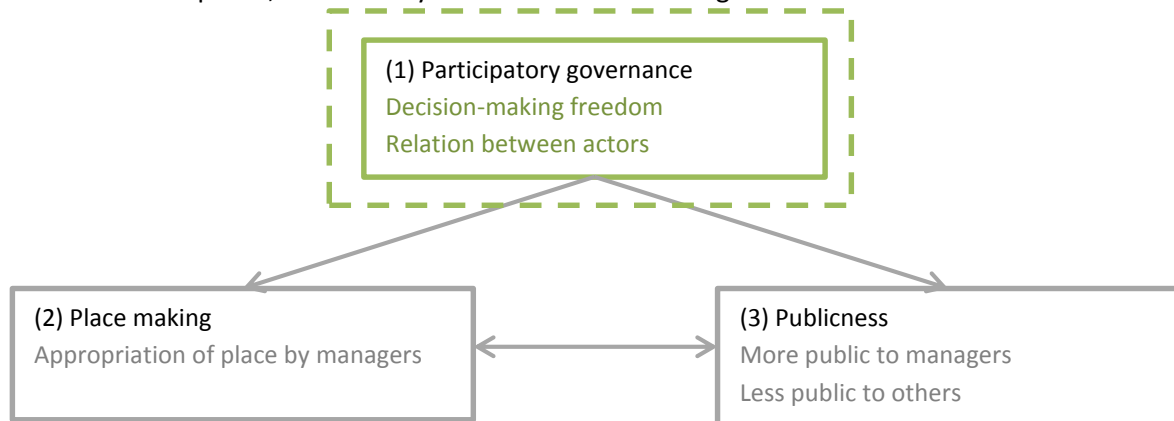 (1) Participatory governance
Decision-making freedom
Relation between actors
(2) Place making
Appropriation of place by managers
(3) Publicness
More public to managers
Less public to others